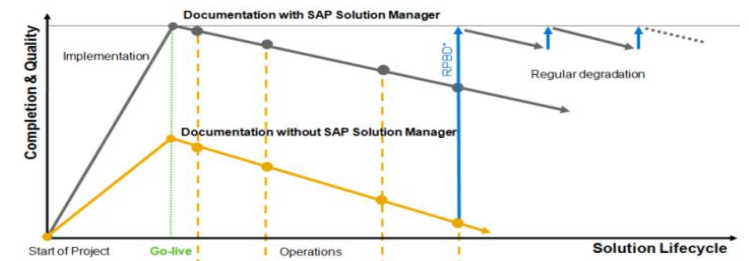 Documentation with SAP Solution Manager
Completion & Quality
Implementation
RPBD*
Regular degradation
Documentation without SAP Solution Manager
Start of Project
Go-live
Operations
Solution Lifecycle